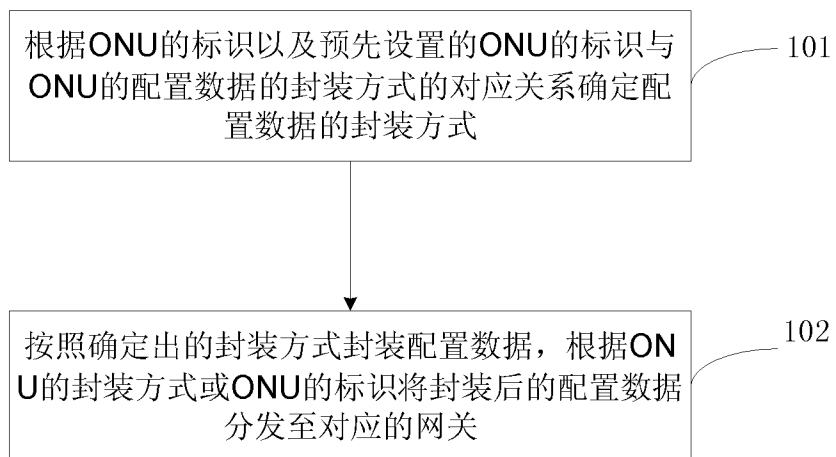 根据ONU的标识以及预先设置的ONU的标识与
ONU的配置数据的封装方式的对应关系确定配
置数据的封装方式
101
按照确定出的封装方式封装配置数据，根据ON
U的封装方式或ONU的标识将封装后的配置数据
分发至对应的网关
102